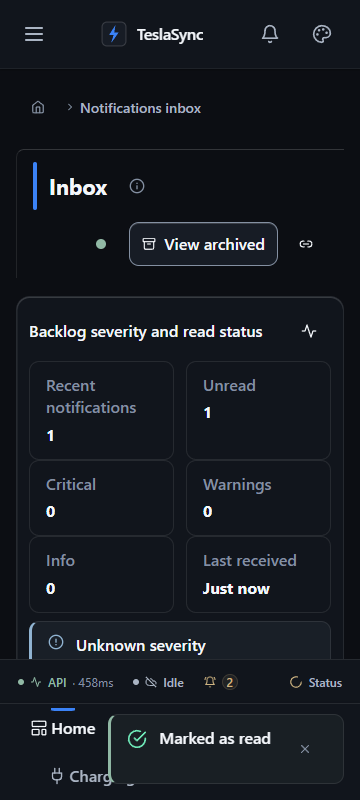 TeslaSync
Notifications inbox
Inbox
View archived
Backlog severity and read status
Recent
notifications
1
Unread
1
Critical
0
Warnings
0
Info
0
Last received
Just now
Unknown severity
API · 458ms
Idle
2
Status
Home
Marked as read